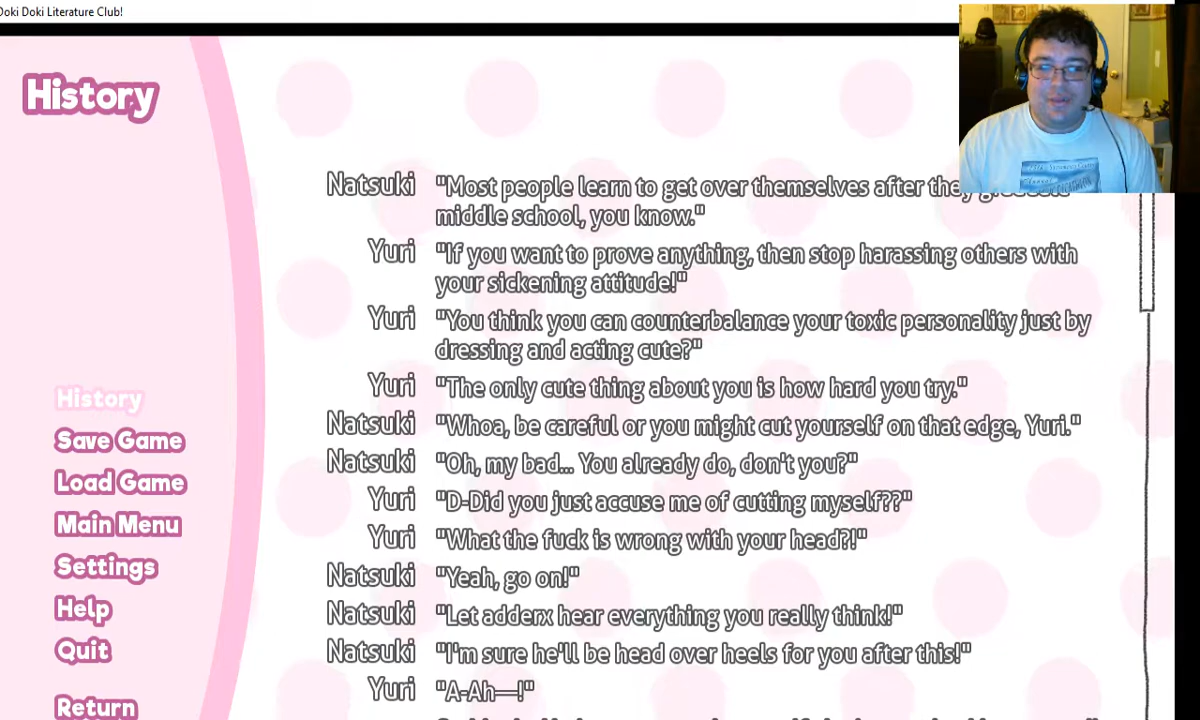 Doki Doki Literature Club!
History
Natsuki "Most people learn to get over themselves after they
middle school, you know."
Yuri "If you want to prove anything, then stop harassing others with
your sickening attitude!"
Yuri "You think you can counterbalance your toxic personality just by
dressing and acting cute?"
Yuri "The only cute thing about you is how hard you try."
Natsuki "Whoa, be careful or you might cut yourself on that edge, Yuri."
Natsuki "Oh, my bad... You already do, don't you?"
Yuri "D-Did you just accuse me of cutting myself??"
Yuri "What the fuck is wrong with your head?!"
Natsuki "Yeah, go on!"
Natsuki "Let adderx hear everything you really think!"
Natsuki "I'm sure he'll be head over heels for you after this!"
Yuri "A-Ah—!"
History
Save Game
Load Game
Main Menu
Settings
Help
Quit
Return